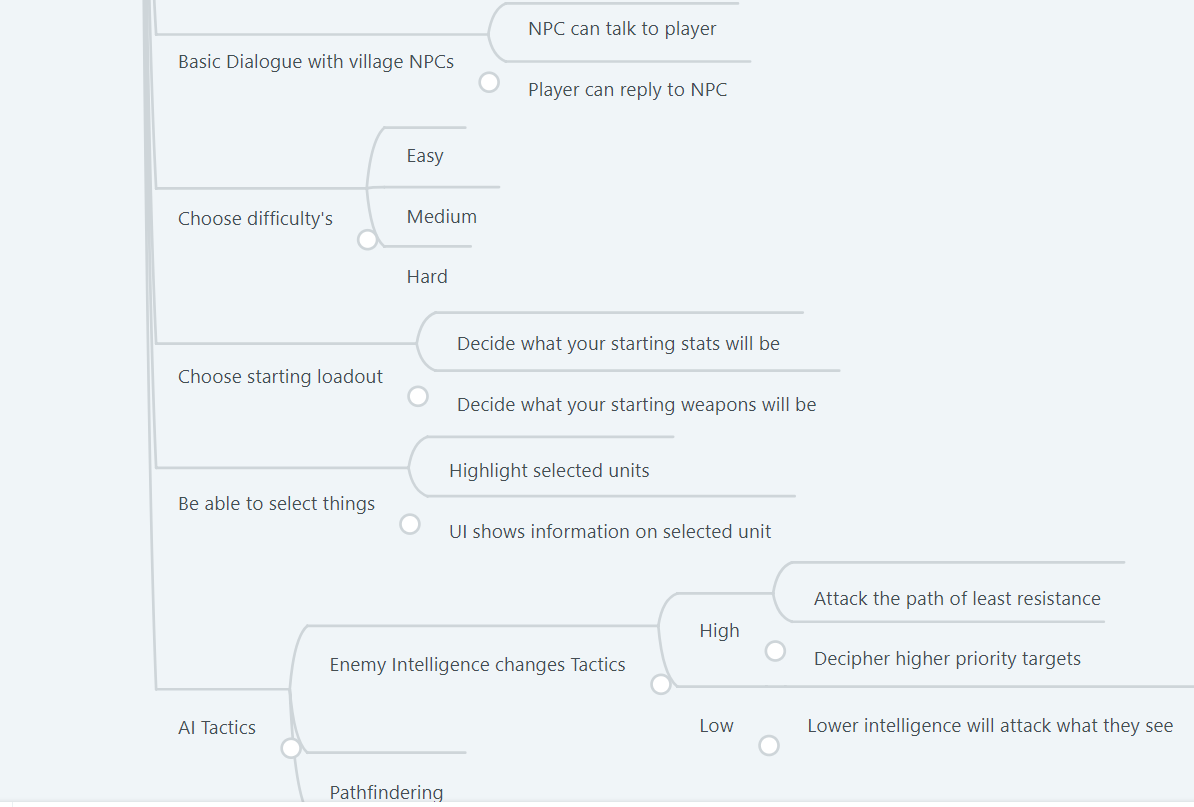 NPC can talk to player
Basic Dialogue with village NPCs
Player can reply to NPC
Easy
Choose difficulty's
Medium
Hard
Decide what your starting stats will be
Choose starting loadout
Decide what your starting weapons will be
Highlight selected units
Be able to select things
UI shows information on selected unit
Attack the path of least resistance
High
Decipher higher priority targets
Enemy Intelligence changes Tactics
Low
Lower intelligence will attack what they see
AI Tactics
Pathfindering